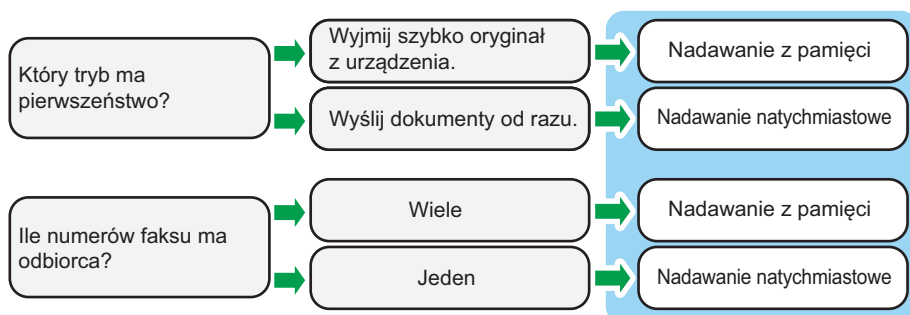 Który tryb ma
pierwszeństwo?
Wyjmij szybko oryginał
z urządzenia.
Nadawanie z pamięci
Wyślij dokumenty od razu.
Nadawanie natychmiastowe
Ile numerów faksu ma
odbiorca?
Wiele
Nadawanie z pamięci
Jeden
Nadawanie natychmiastowe